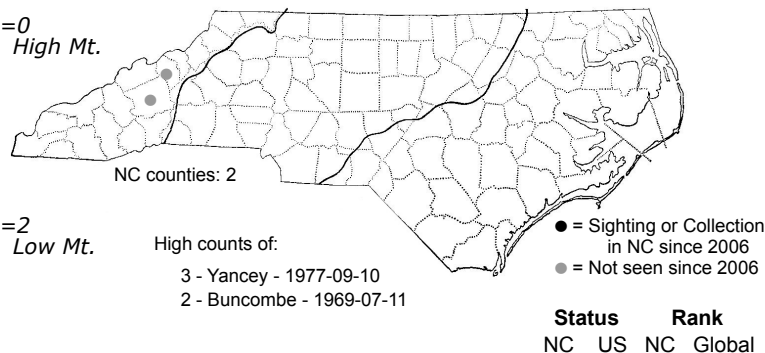 =0
High Mt.
NC counties: 2
=2
Low Mt.
High counts of:
3 - Yancey - 1977-09-10
2 - Buncombe - 1969-07-11
● = Sighting or Collection
in NC since 2006
● = Not seen since 2006
Status Rank
NC US NC Global